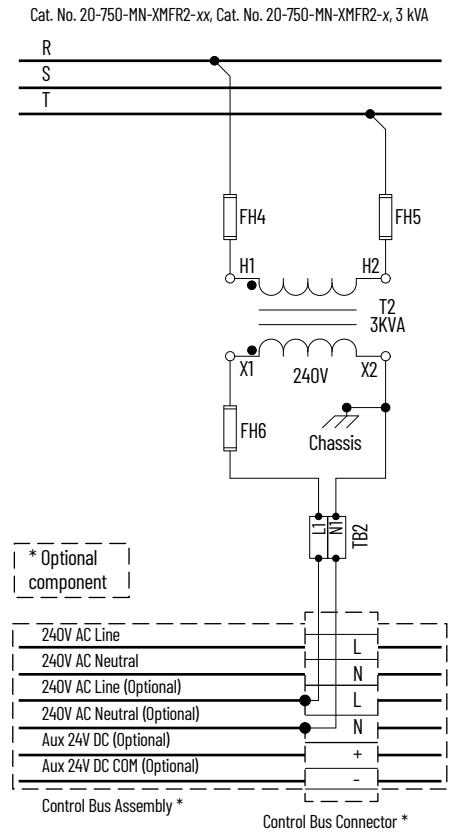 Cat. No. 20-750-MN-XMFR2-xx, Cat. No. 20-750-MN-XMFR2-x, 3 kVA
R
S
T
FH4
FH5
H1
H2
T2
3KVA
X1
240V
X2
FH6
Chassis
L1
N1
TB2
* Optional
component
240V AC Line
L
240V AC Neutral
N
240V AC Line (Optional)
L
240V AC Neutral (Optional)
N
Aux 24V DC (Optional)
+
Aux 24V DC COM (Optional)
-
Control Bus Assembly *
Control Bus Connector *